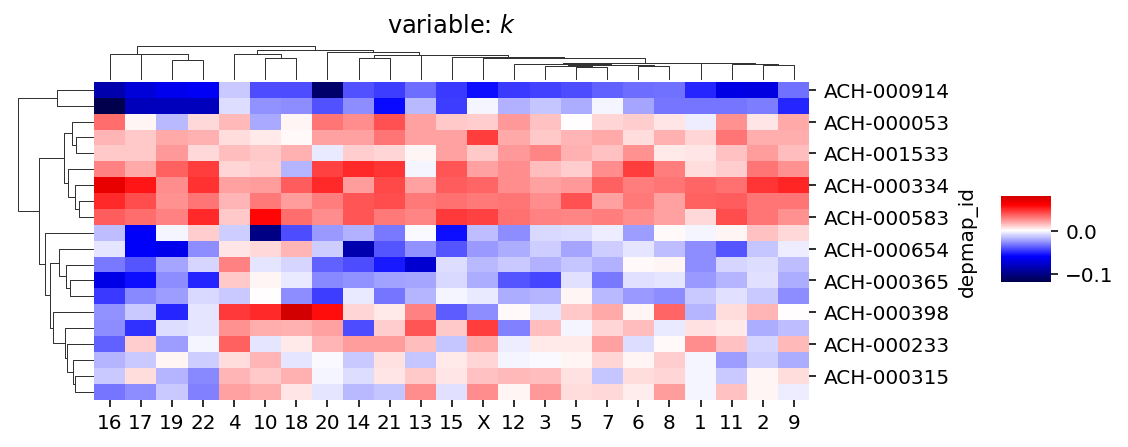 variable: k
ACH-000914
ACH-000053
ACH-001533
ACH-000334
ACH-000583
ACH-000654
ACH-000365
ACH-000398
ACH-000233
ACH-000315
depmap_id
0.0
−0.1
16 17 19 22 4 10 18 20 14 21 13 15 X 12 3 5 7 6 8 1 11 2 9